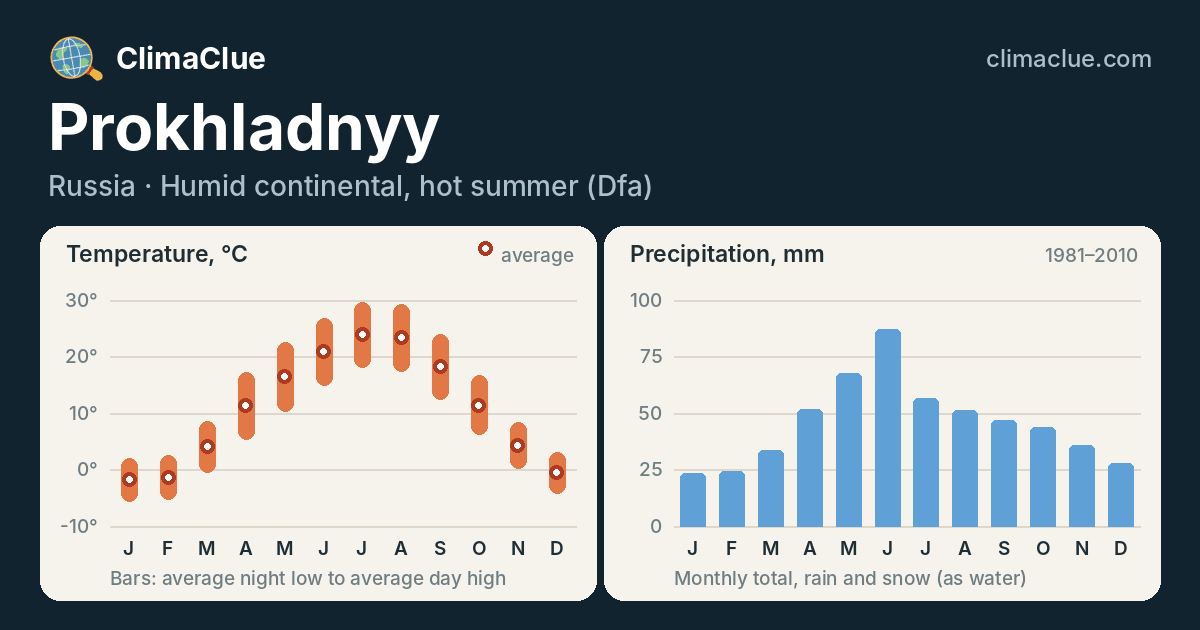 ClimaClue
climaclue.com
Prokhladnyy
Russia · Humid continental, hot summer (Dfa)
Temperature, °C
average
30°
20°
10°
0°
-10°
J F M A M J J A S O N D
Bars: average night low to average day high
Precipitation, mm
1981–2010
100
75
50
25
0
J F M A M J J A S O N D
Monthly total, rain and snow (as water)